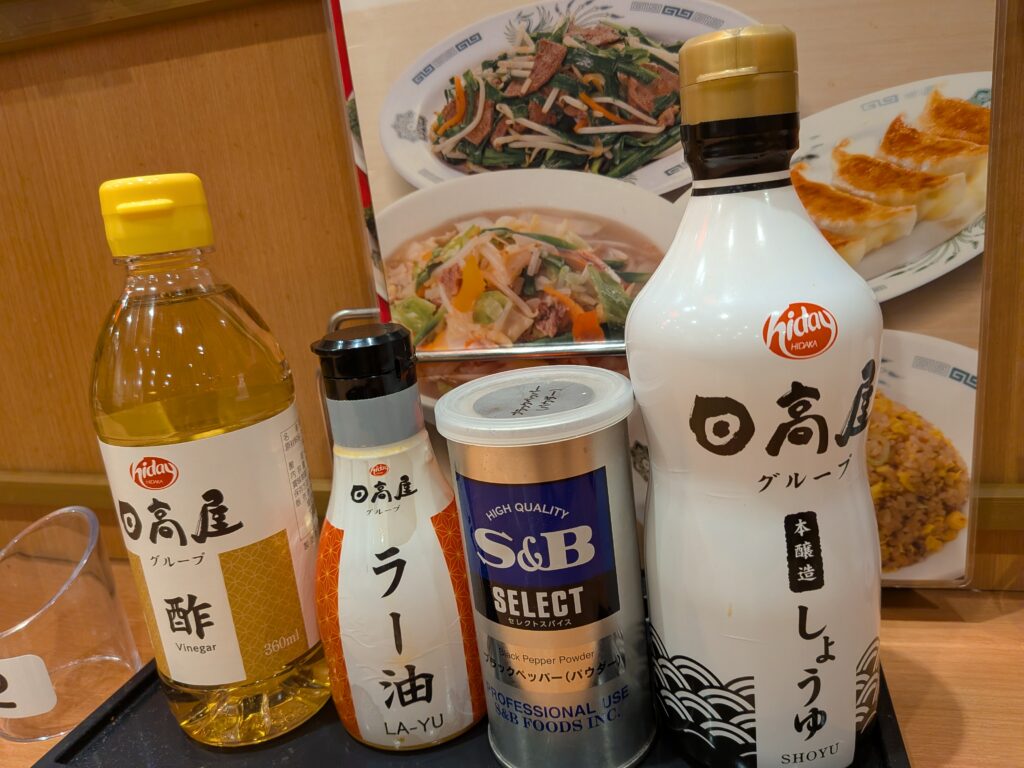 hiday
HIDAKA
日高屋
グループ
酢
Vinegar
360ml
hiday
HIDAKA
日高屋
グループ
ラー油
LA-YU
HIGH QUALITY
S&B
SELECT
セレクトスパイス
Black Pepper Powder
ブラックペッパー(パウダー)
PROFESSIONAL USE
S&B FOODS INC.
hiday
HIDAKA
日高屋
グループ
本醸造
しょうゆ
SHOYU